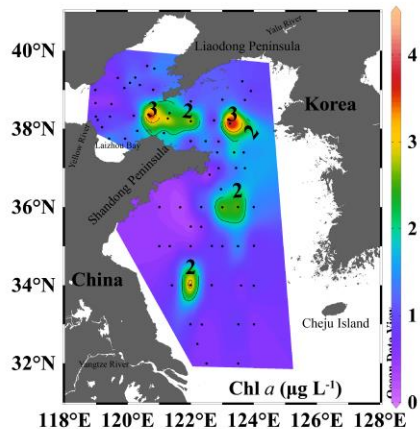 Yalu River
40°N
Liaodong Peninsula
4
3
2
3
Korea
38°N
2
Yellow River
Laizhou Bay
3
Shandong Peninsula
2
36°N
2
2
34°N
China
1
Cheju Island
32°N
Yangtze River
Chl a (µg L⁻¹)
Ocean Data View
0
118°E 120°E 122°E 124°E 126°E 128°E